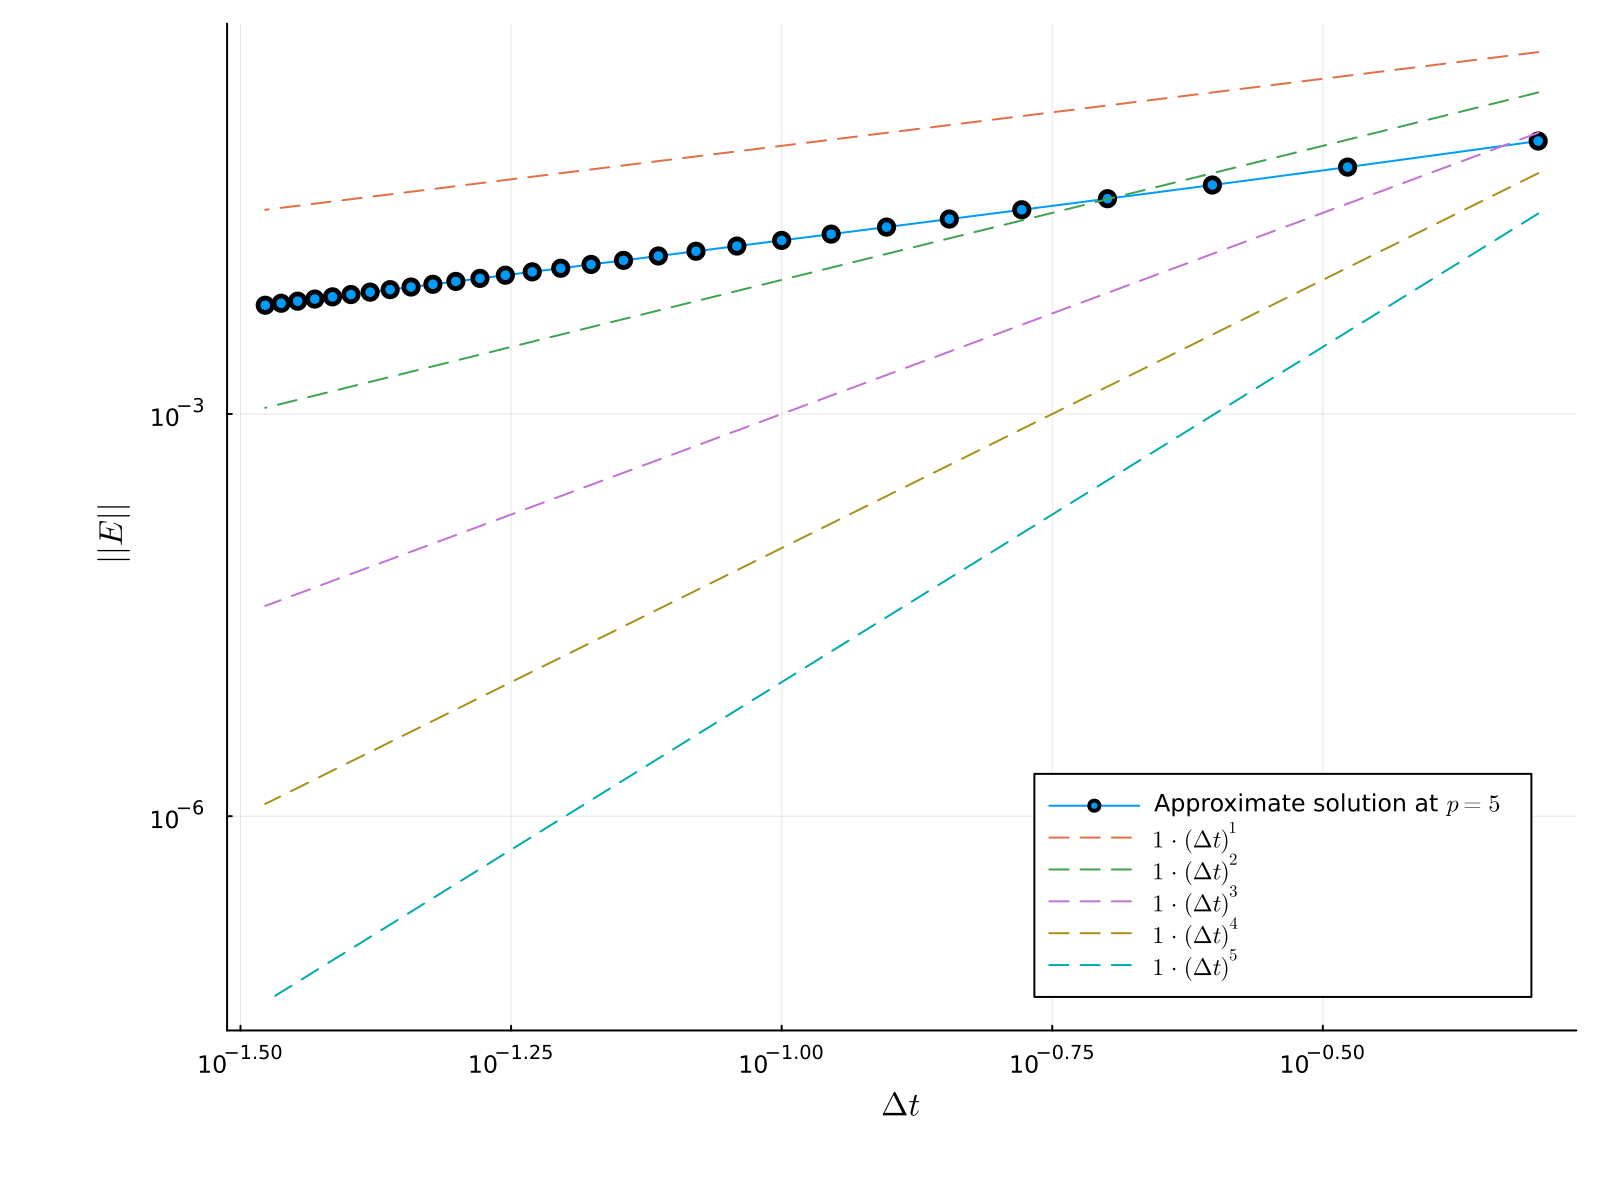 ||E||
10⁻³
10⁻⁶
10⁻¹·⁵⁰
10⁻¹·²⁵
10⁻¹·⁰⁰
10⁻⁰·⁷⁵
10⁻⁰·⁵⁰
Δt
Approximate solution at p = 5
1 · (Δt)¹
1 · (Δt)²
1 · (Δt)³
1 · (Δt)⁴
1 · (Δt)⁵